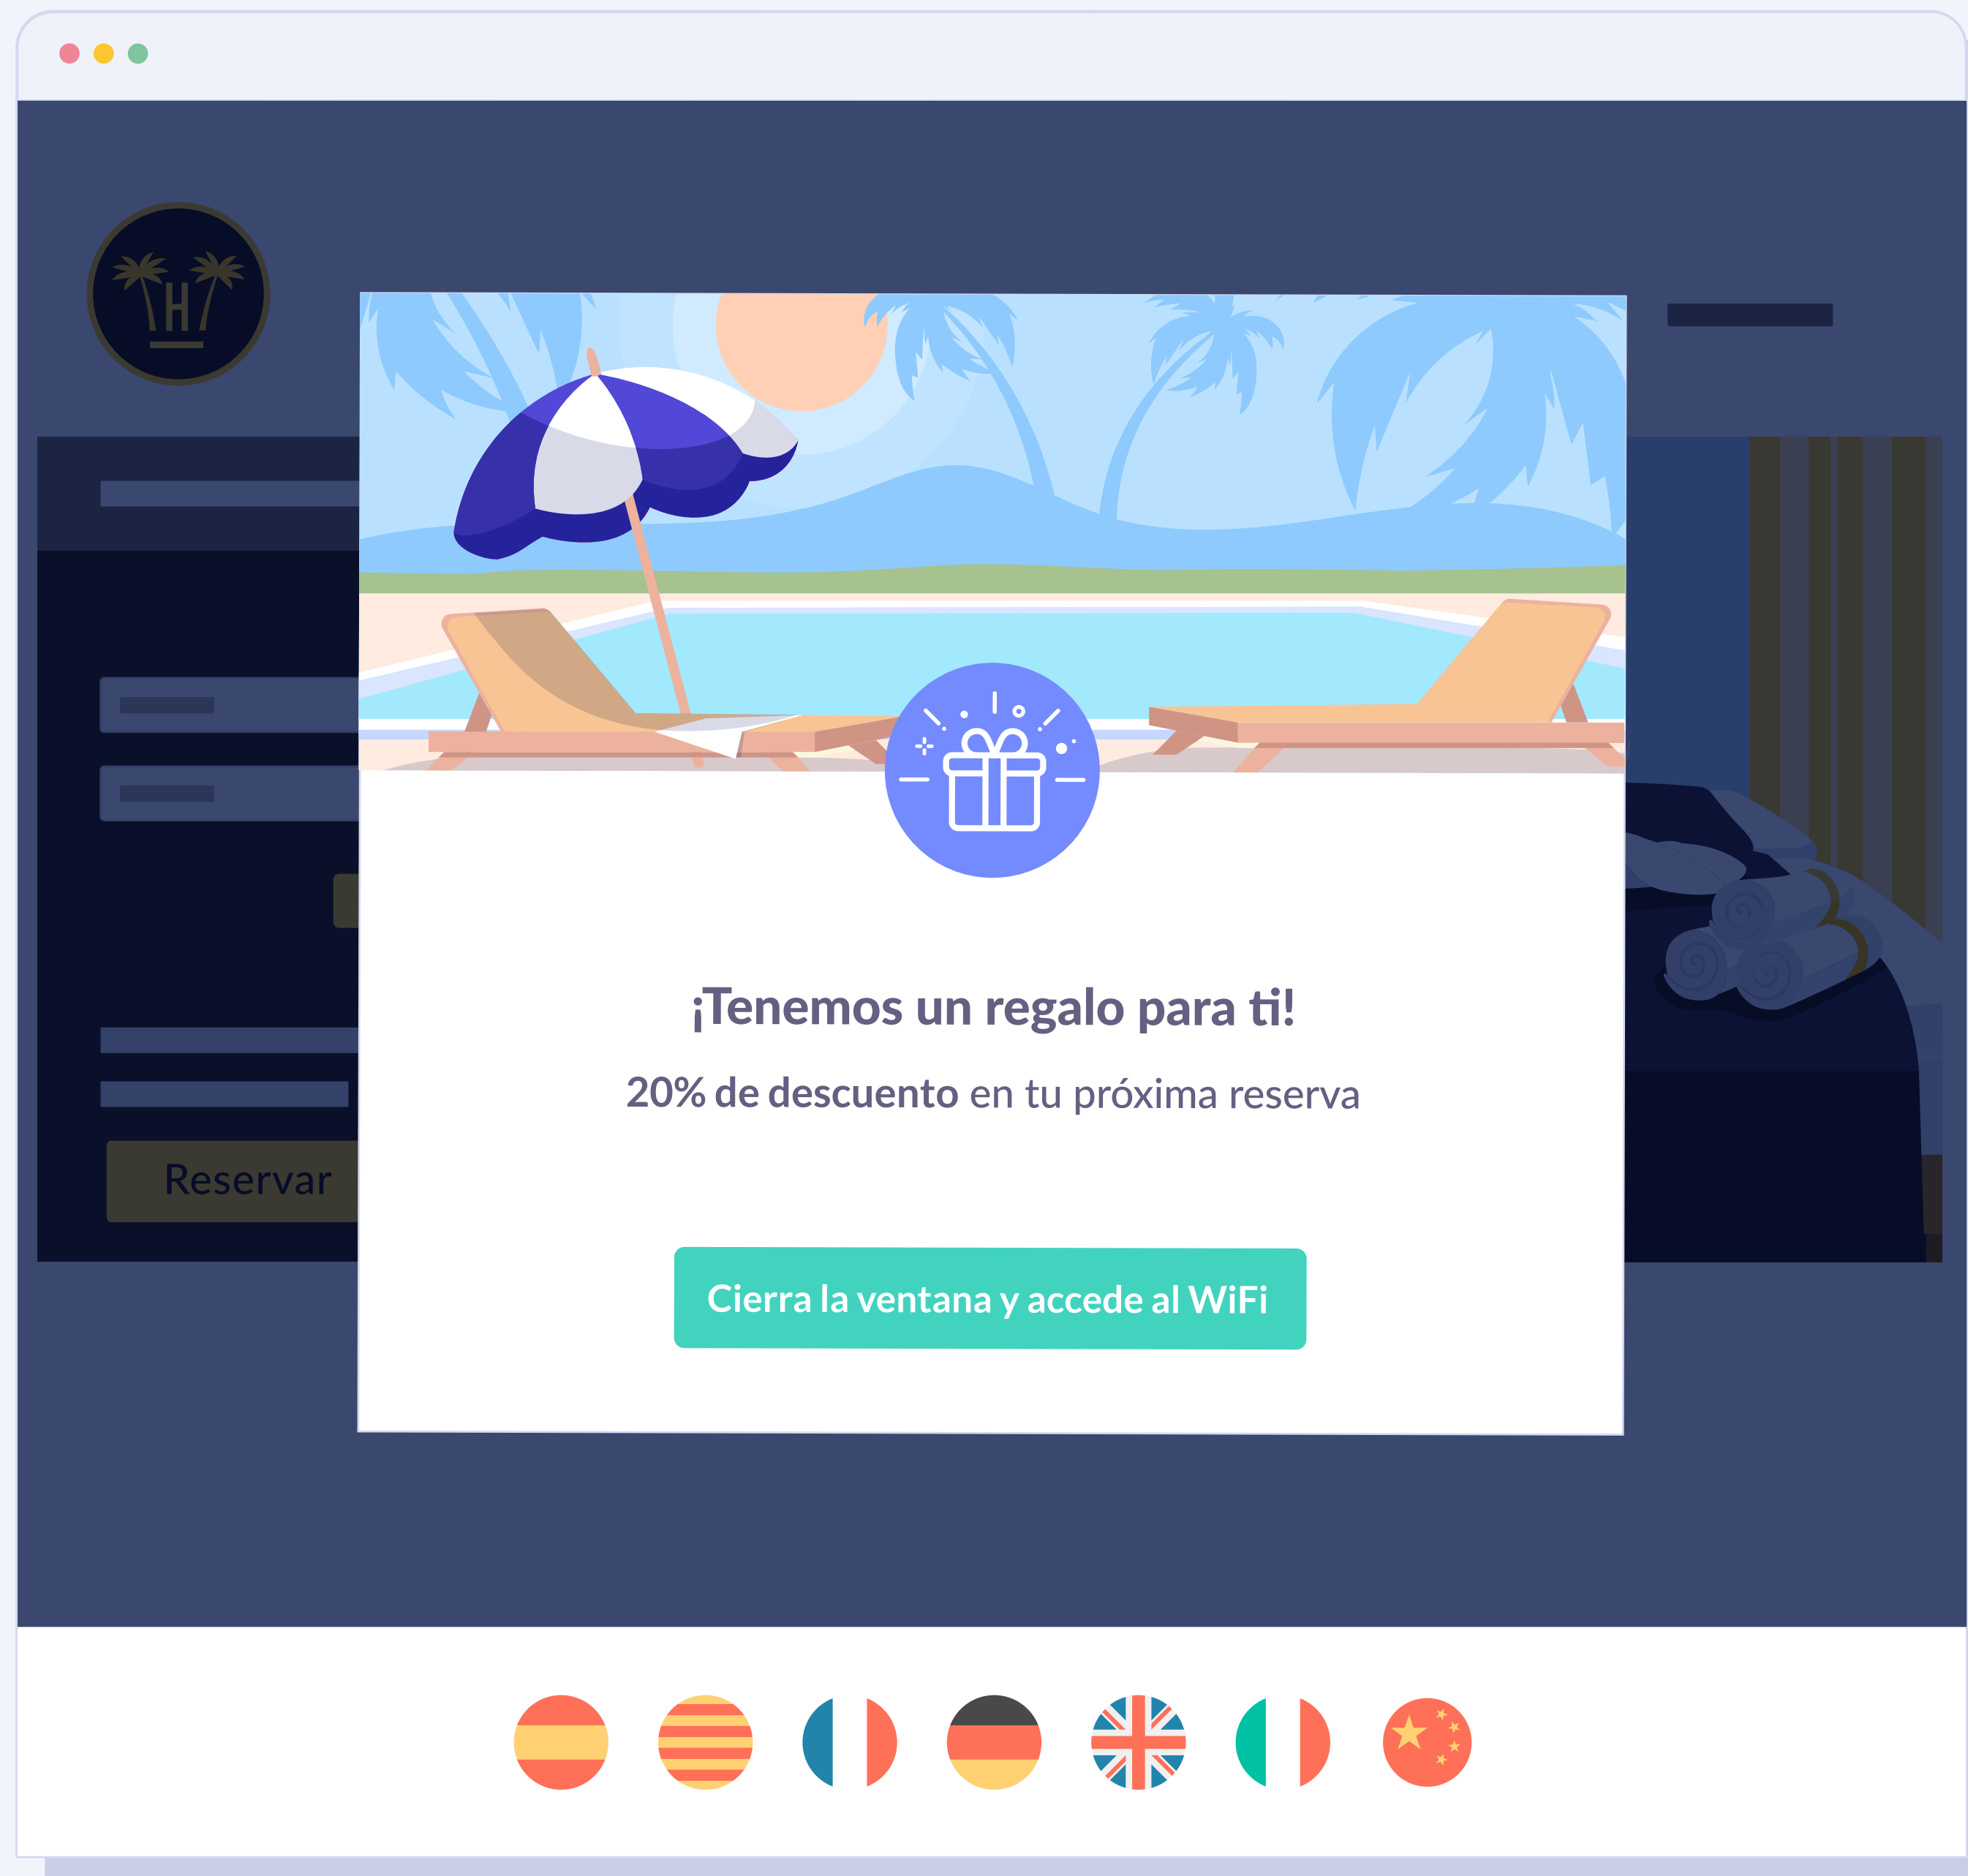 H
¡Tenemos un regalo para ti!
20% de descuento en tu próxima reserva
Reservar
Cierra la ventana y accede al WiFi